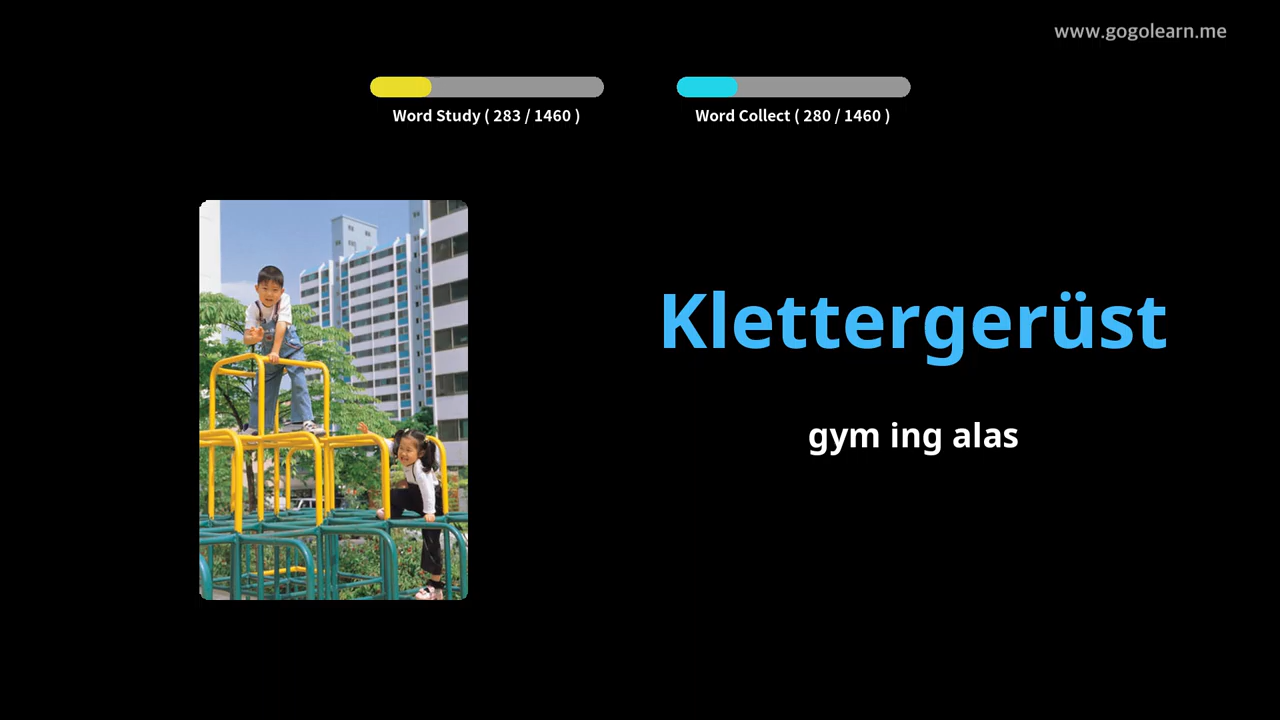 www.gogolearn.me
Word Study ( 283 / 1460 )
Word Collect ( 280 / 1460 )
Klettergerüst
gym ing alas